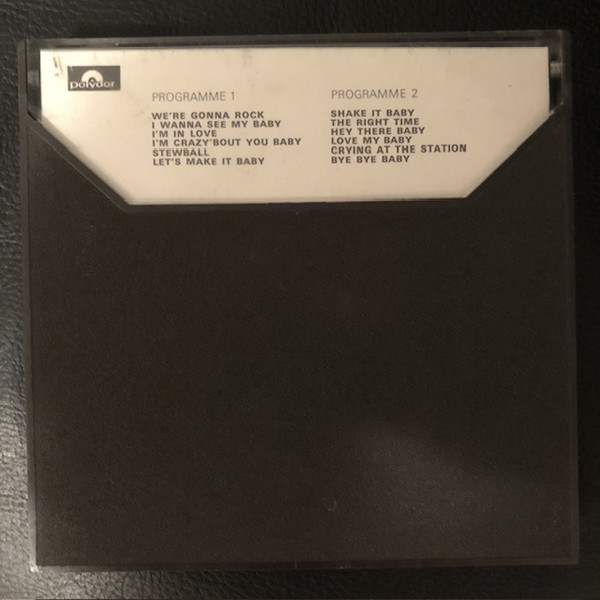 polydor
PROGRAMME 1
WE'RE GONNA ROCK
I WANNA SEE MY BABY
I'M IN LOVE
I'M CRAZY'BOUT YOU BABY
STEWBALL
LET'S MAKE IT BABY
PROGRAMME 2
SHAKE IT BABY
THE RIGHT TIME
HEY THERE BABY
LOVE MY BABY
CRYING AT THE STATION
BYE BYE BABY